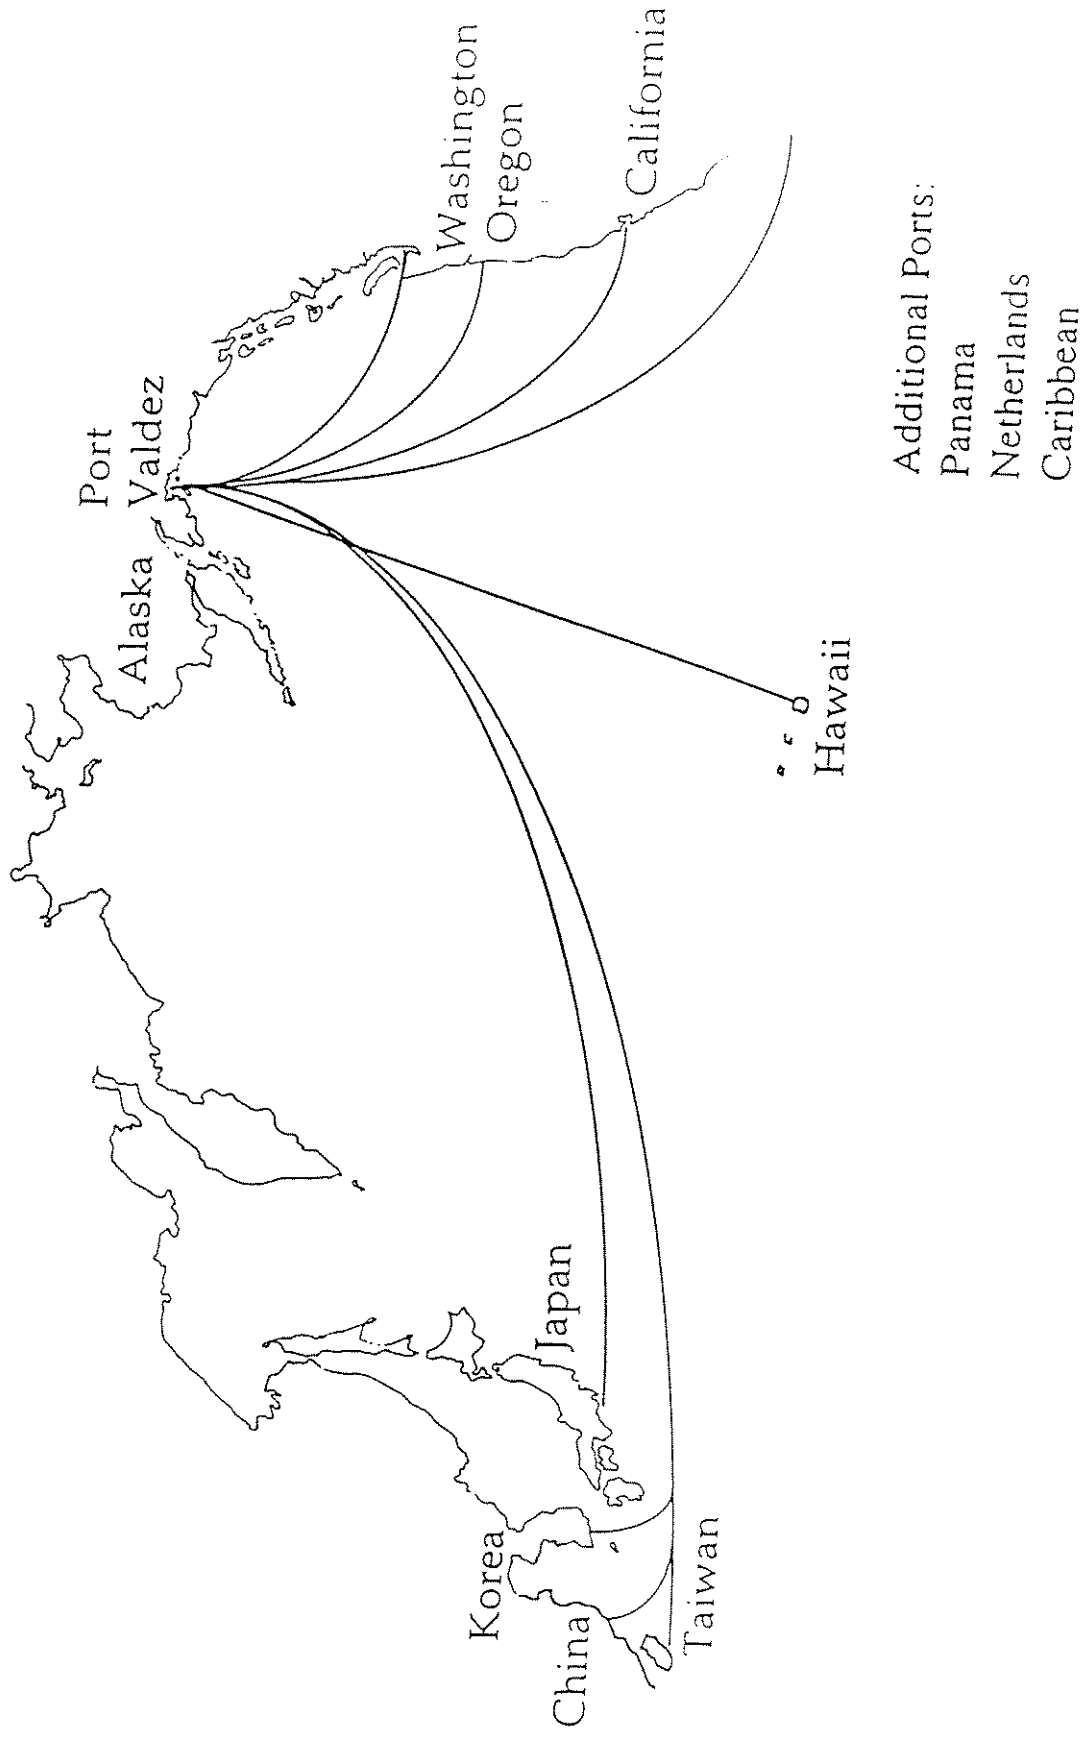 Port
Valdez
Alaska
Washington
Oregon
California
Hawaii
Japan
Korea
China
Taiwan
Additional Ports:
Panama
Netherlands
Caribbean